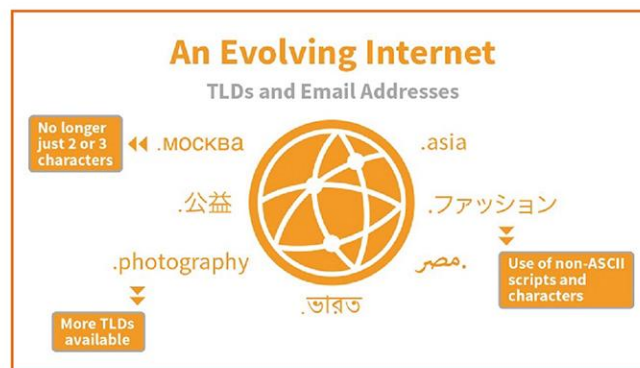 An Evolving Internet
TLDs and Email Addresses
No longer
just 2 or 3
characters
.москва
.asia
.公益
.ファッション
.photography
مصر.
Use of non-ASCII
scripts and
characters
.ভারত
More TLDs
available